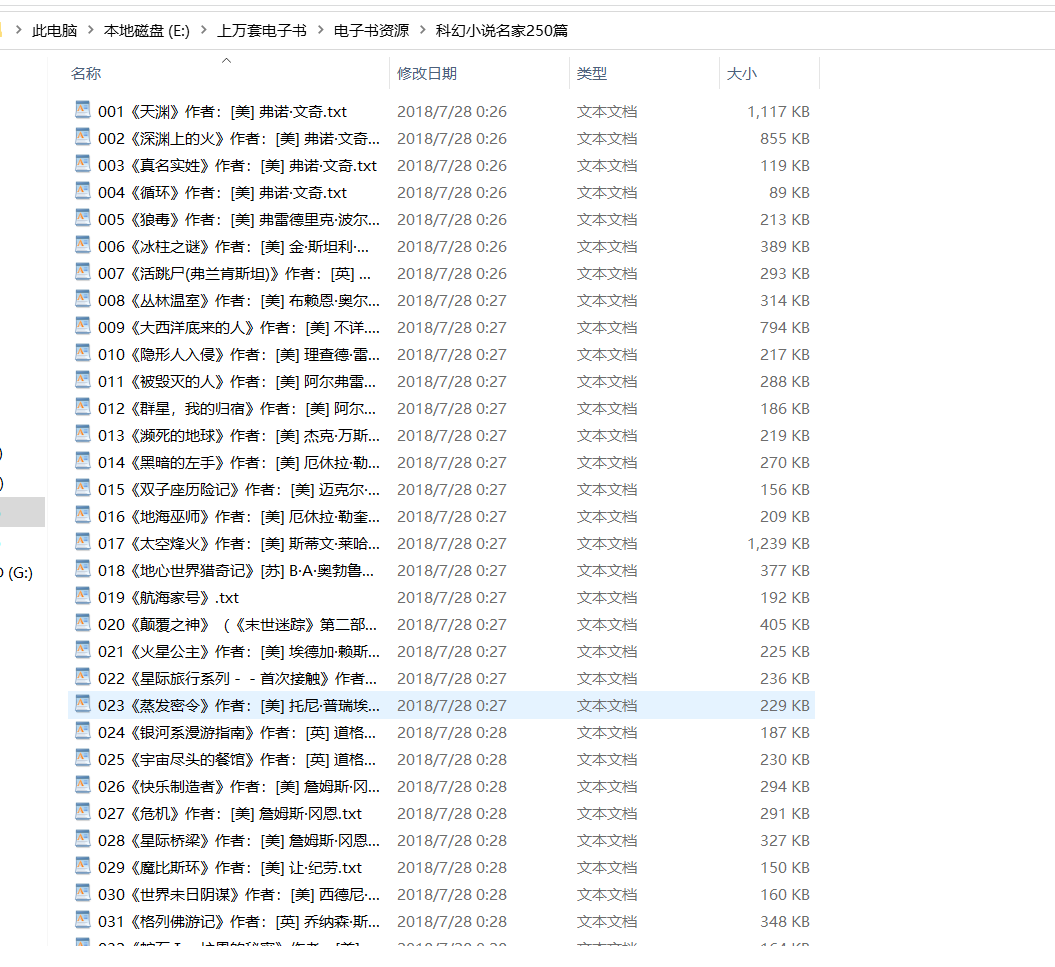 此电脑 > 本地磁盘 (E:) > 上万套电子书 > 电子书资源 > 科幻小说名家250篇
名称 修改日期 类型 大小
001《天渊》作者：[美] 弗诺·文奇.txt 2018/7/28 0:26 文本文档 1,117 KB
002《深渊上的火》作者：[美] 弗诺·文奇... 2018/7/28 0:26 文本文档 855 KB
003《真名实姓》作者：[美] 弗诺·文奇.txt 2018/7/28 0:26 文本文档 119 KB
004《循环》作者：[美] 弗诺·文奇.txt 2018/7/28 0:26 文本文档 89 KB
005《狼毒》作者：[美] 弗雷德里克·波尔... 2018/7/28 0:26 文本文档 213 KB
006《冰柱之谜》作者：[美] 金·斯坦利·... 2018/7/28 0:26 文本文档 389 KB
007《活跳尸(弗兰肯斯坦)》作者：[英] ... 2018/7/28 0:26 文本文档 293 KB
008《丛林温室》作者：[美] 布赖恩·奥尔... 2018/7/28 0:27 文本文档 314 KB
009《大西洋底来的人》作者：[美] 不详.... 2018/7/28 0:27 文本文档 794 KB
010《隐形人入侵》作者：[美] 理查德·雷... 2018/7/28 0:27 文本文档 217 KB
011《被毁灭的人》作者：[美] 阿尔弗雷... 2018/7/28 0:27 文本文档 288 KB
012《群星，我的归宿》作者：[美] 阿尔... 2018/7/28 0:27 文本文档 186 KB
013《濒死的地球》作者：[美] 杰克·万斯... 2018/7/28 0:27 文本文档 219 KB
014《黑暗的左手》作者：[美] 厄休拉·勒... 2018/7/28 0:27 文本文档 270 KB
015《双子座历险记》作者：[美] 迈克尔·... 2018/7/28 0:27 文本文档 156 KB
016《地海巫师》作者：[美] 厄休拉·勒奎... 2018/7/28 0:27 文本文档 209 KB
017《太空烽火》作者：[美] 斯蒂文·莱哈... 2018/7/28 0:27 文本文档 1,239 KB
018《地心世界猎奇记》[苏] B·A·奥勃鲁... 2018/7/28 0:27 文本文档 377 KB
) (G:)
019《航海家号》.txt 2018/7/28 0:27 文本文档 192 KB
020《颠覆之神》（《末世迷踪》第二部... 2018/7/28 0:27 文本文档 405 KB
021《火星公主》作者：[美] 埃德加·赖斯... 2018/7/28 0:27 文本文档 225 KB
022《星际旅行系列－－首次接触》作者... 2018/7/28 0:27 文本文档 236 KB
023《蒸发密令》作者：[美] 托尼·普瑞埃... 2018/7/28 0:27 文本文档 229 KB
024《银河系漫游指南》作者：[英] 道格... 2018/7/28 0:28 文本文档 187 KB
025《宇宙尽头的餐馆》作者：[英] 道格... 2018/7/28 0:28 文本文档 230 KB
026《快乐制造者》作者：[美] 詹姆斯·冈... 2018/7/28 0:28 文本文档 294 KB
027《危机》作者：[美] 詹姆斯·冈恩.txt 2018/7/28 0:28 文本文档 291 KB
028《星际桥梁》作者：[美] 詹姆斯·冈恩... 2018/7/28 0:28 文本文档 327 KB
029《魔比斯环》作者：[美] 让·纪劳.txt 2018/7/28 0:28 文本文档 150 KB
030《世界未日阴谋》作者：[美] 西德尼·... 2018/7/28 0:28 文本文档 160 KB
031《格列佛游记》作者：[英] 乔纳森·斯... 2018/7/28 0:28 文本文档 348 KB